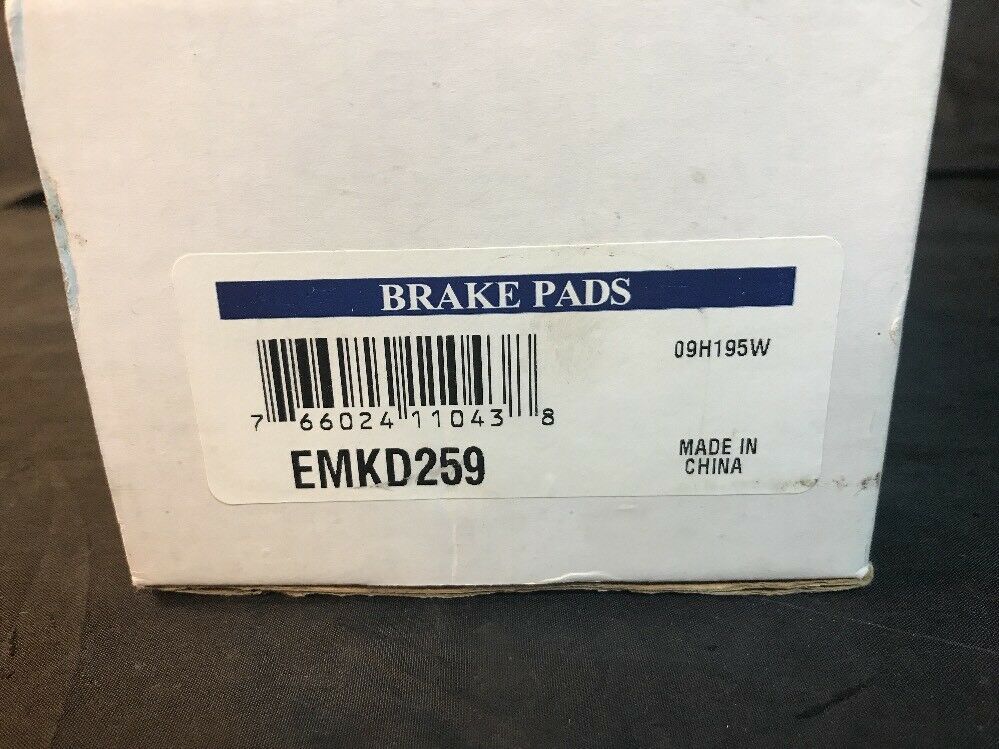 BRAKE PADS
09H195W
7 66024 11043 8
EMKD259
MADE IN
CHINA